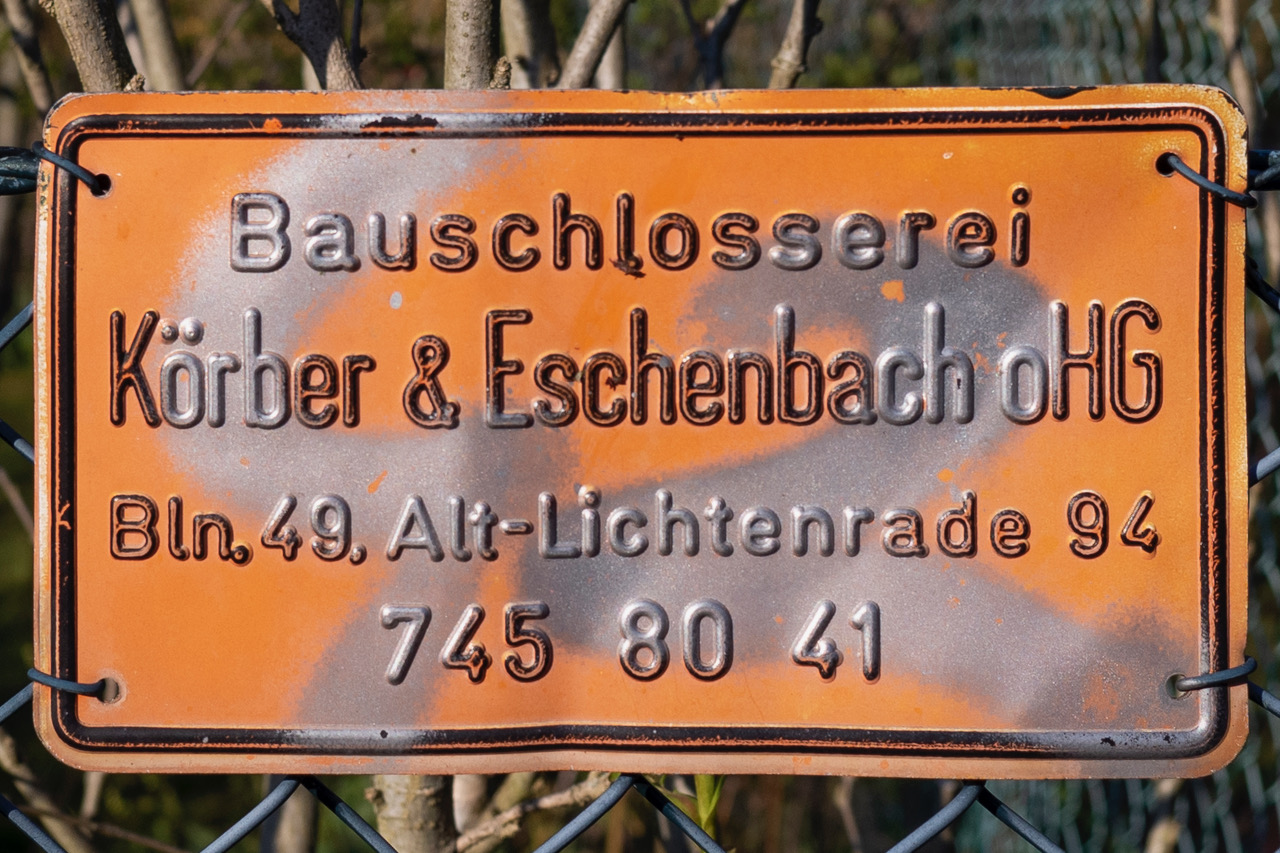 Bauschlosserei
Körber & Eschenbach oHG
Bln. 49, Alt-Lichtenrade 94
745 80 41